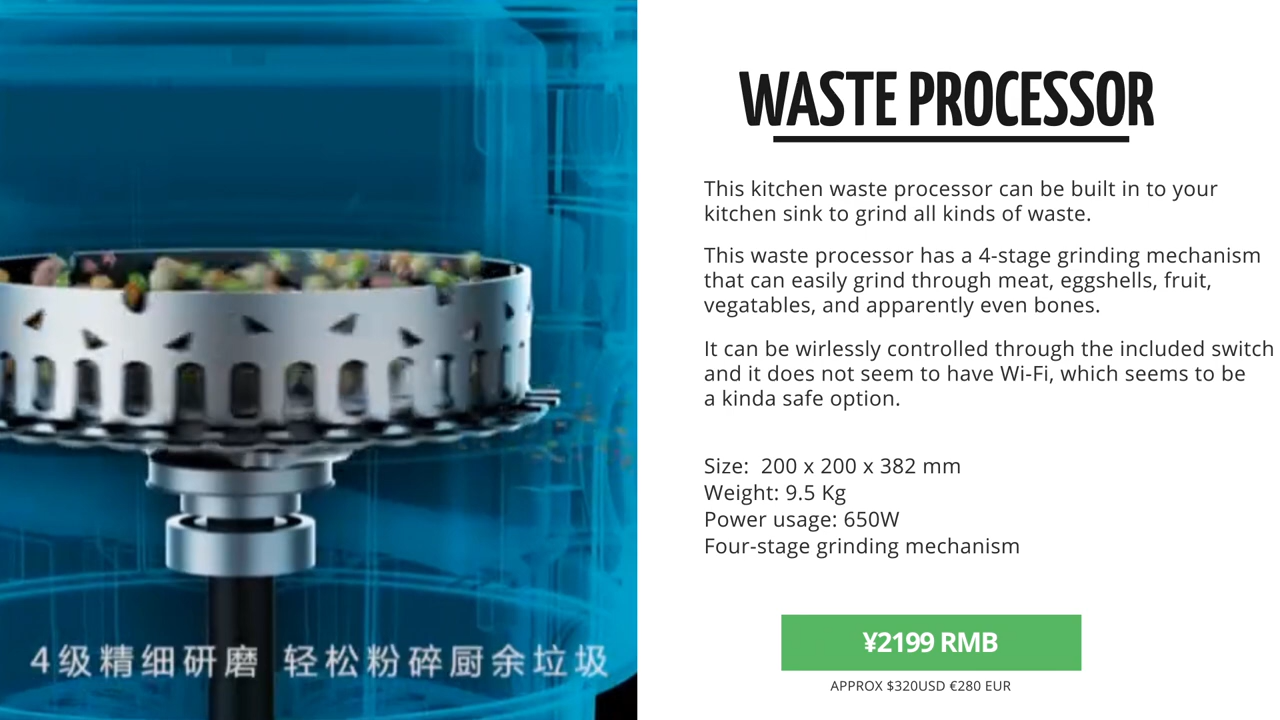 4级精细研磨 轻松粉碎厨余垃圾
WASTE PROCESSOR
This kitchen waste processor can be built in to your
kitchen sink to grind all kinds of waste.
This waste processor has a 4-stage grinding mechanism
that can easily grind through meat, eggshells, fruit,
vegatables, and apparently even bones.
It can be wirlessly controlled through the included switch
and it does not seem to have Wi-Fi, which seems to be
a kinda safe option.
Size:  200 x 200 x 382 mm
Weight: 9.5 Kg
Power usage: 650W
Four-stage grinding mechanism
¥2199 RMB
APPROX $320USD €280 EUR